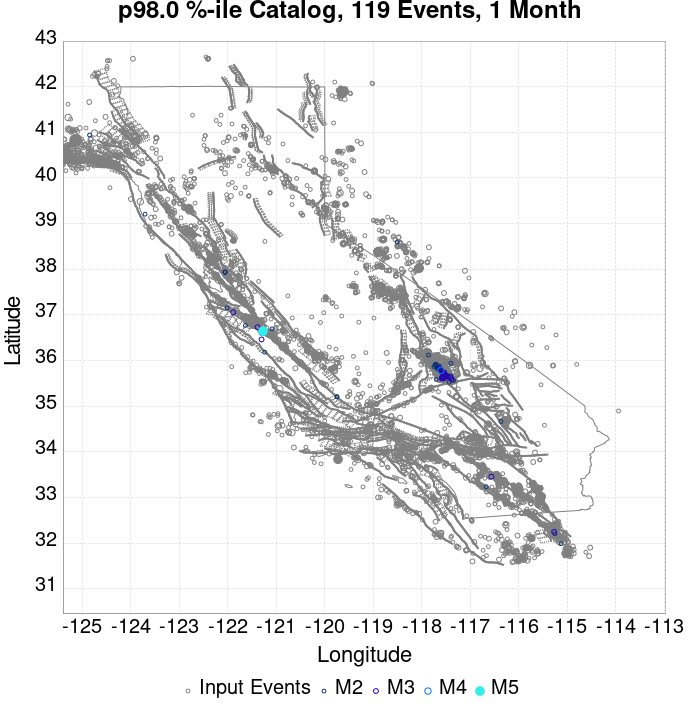 p98.0 %-ile Catalog, 119 Events, 1 Month
43
42
41
40
39
38
37
36
35
34
33
32
31
Latitude
-125 -124 -123 -122 -121 -120 -119 -118 -117 -116 -115 -114 -113
Longitude
Input Events M2 M3 M4 M5